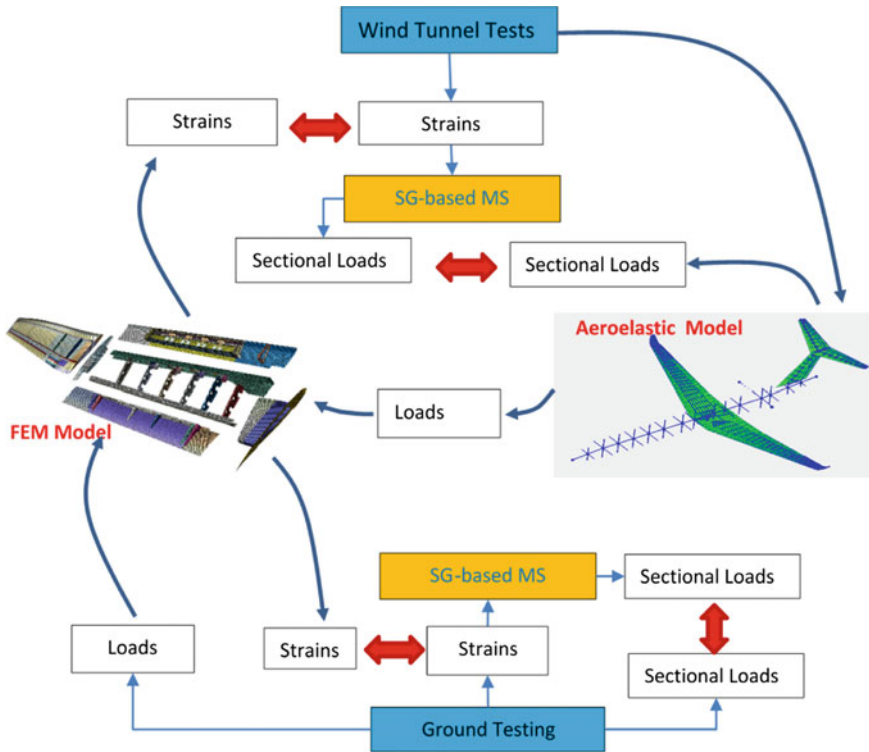 Wind Tunnel Tests
Strains
Strains
SG-based MS
Sectional Loads
Sectional Loads
Aeroelastic Model
Loads
FEM Model
SG-based MS
Sectional Loads
Loads
Strains
Strains
Sectional Loads
Ground Testing